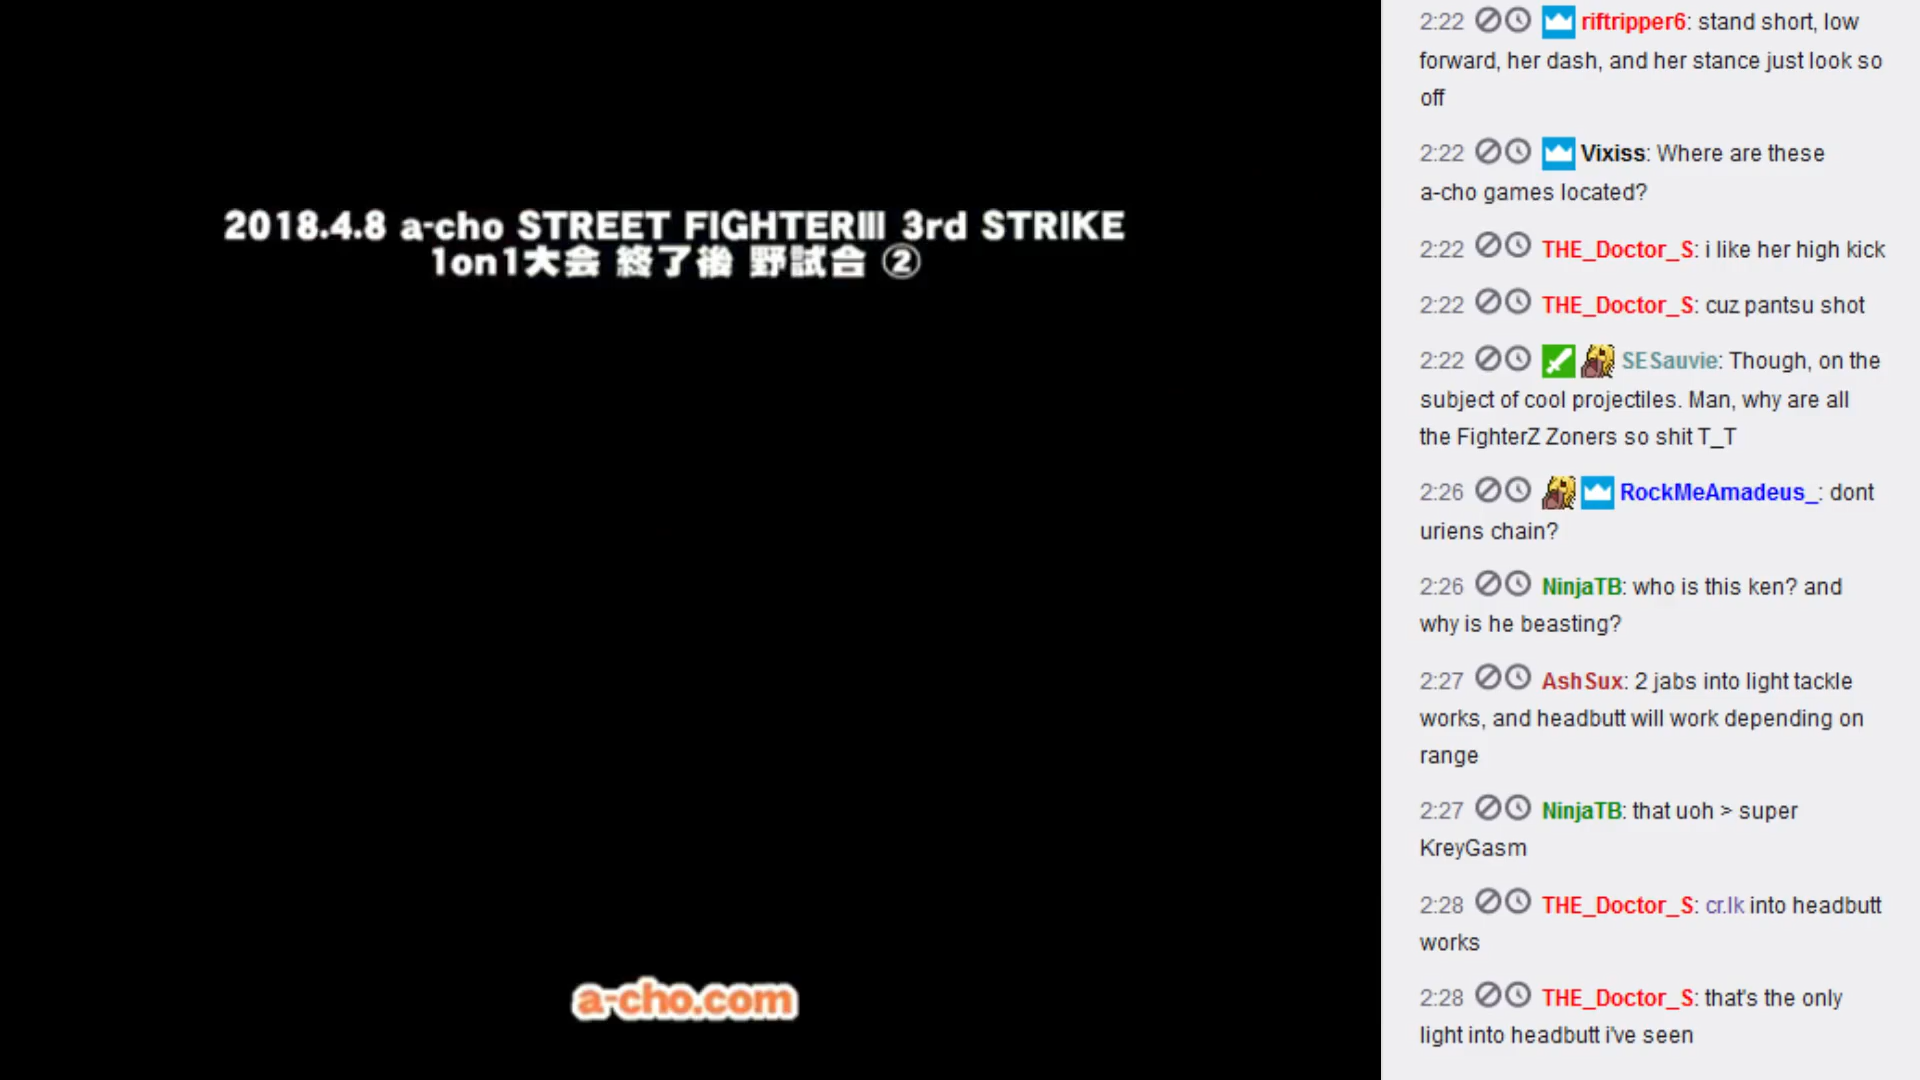 2018.4.8 a-cho STREET FIGHTERIII 3rd STRIKE
1on1大会 終了後 野試合 ②
a-cho.com
2:22 riftripper6: stand short, low
forward, her dash, and her stance just look so
off
2:22 Vixiss: Where are these
a-cho games located?
2:22 THE_Doctor_S: i like her high kick
2:22 THE_Doctor_S: cuz pantsu shot
2:22 SESauvie: Though, on the
subject of cool projectiles. Man, why are all
the FighterZ Zoners so shit T_T
2:26 RockMeAmadeus_: dont
uriens chain?
2:26 NinjaTB: who is this ken? and
why is he beasting?
2:27 AshSux: 2 jabs into light tackle
works, and headbutt will work depending on
range
2:27 NinjaTB: that uoh > super
KreyGasm
2:28 THE_Doctor_S: cr.lk into headbutt
works
2:28 THE_Doctor_S: that's the only
light into headbutt i've seen